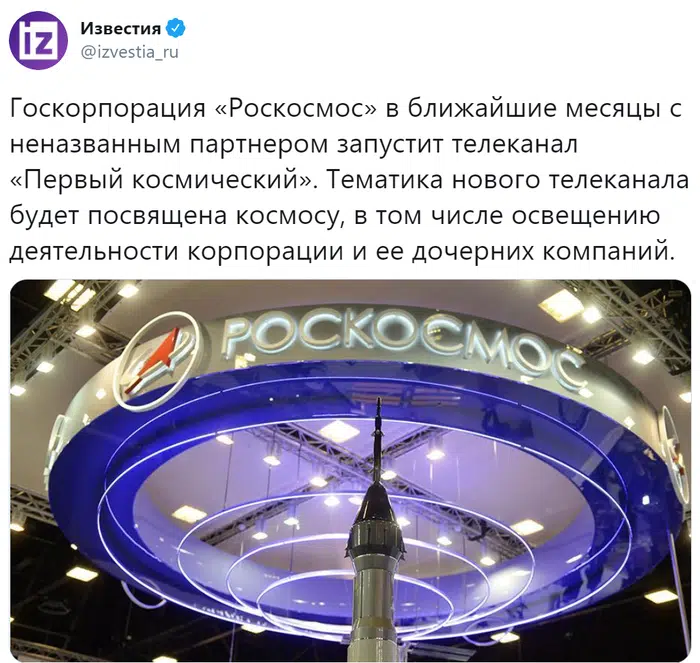 iz
Известия
@izvestia_ru
Госкорпорация «Роскосмос» в ближайшие месяцы с
неназванным партнером запустит телеканал
«Первый космический». Тематика нового телеканала
будет посвящена космосу, в том числе освещению
деятельности корпорации и ее дочерних компаний.
РОСКОСМОС